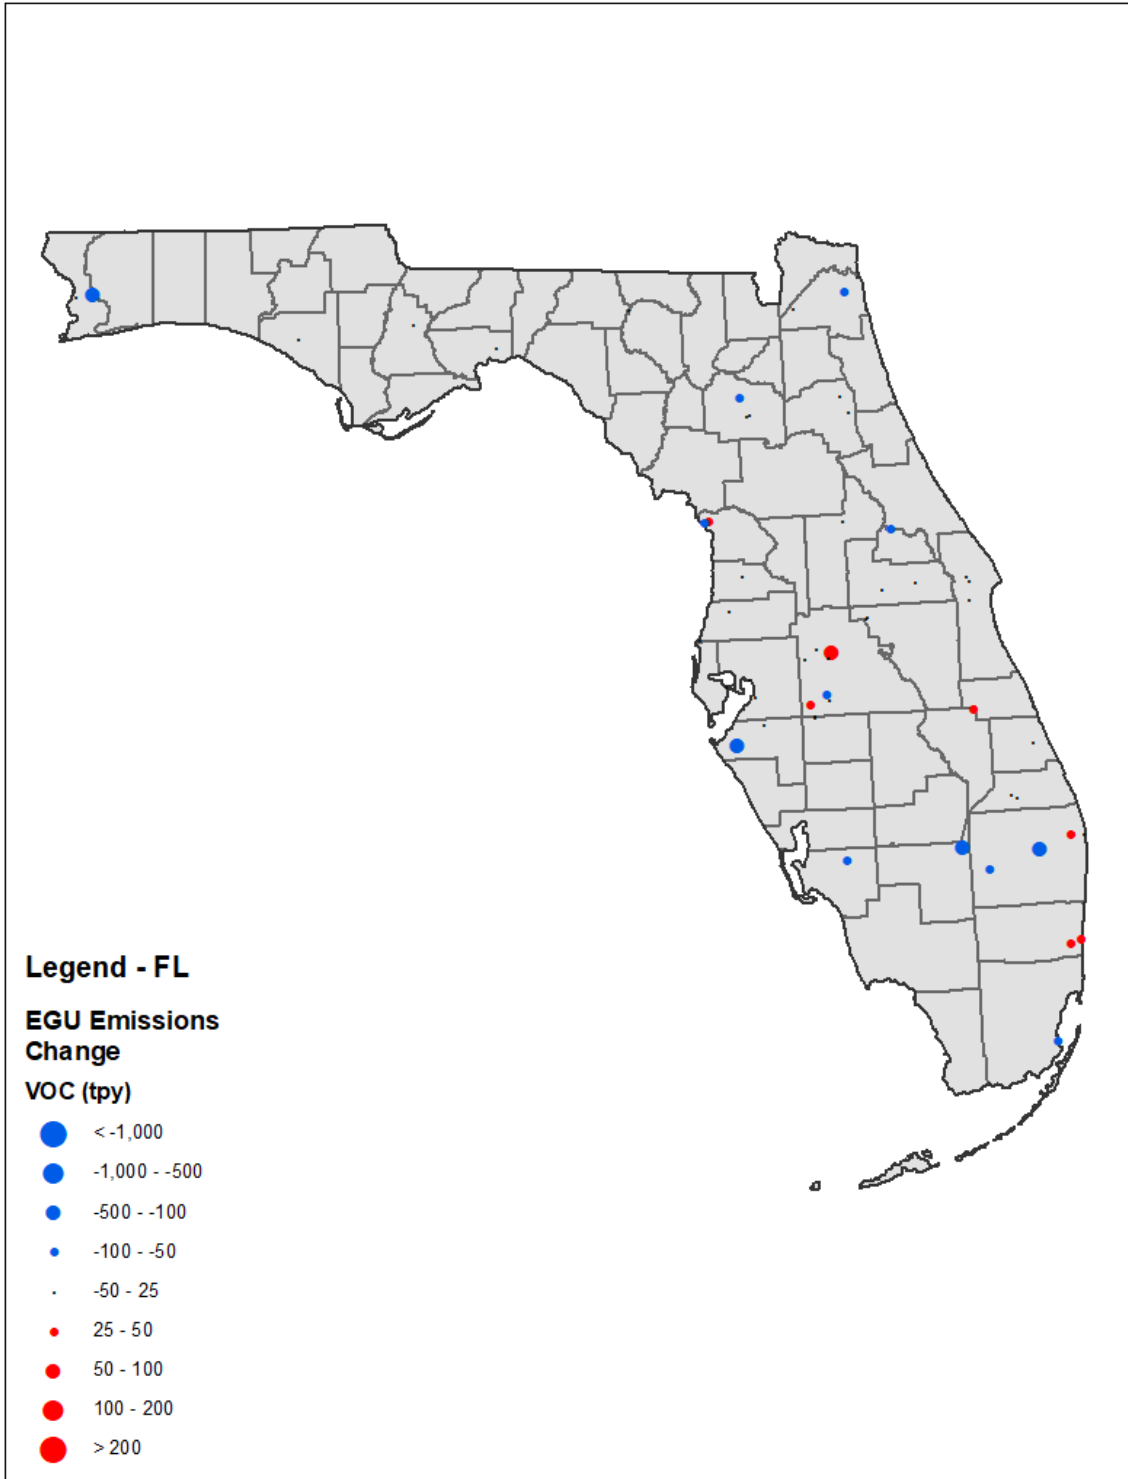 Legend - FL
EGU Emissions
Change
VOC (tpy)
< -1,000
-1,000 - -500
-500 - -100
-100 - -50
-50 - 25
25 - 50
50 - 100
100 - 200
> 200